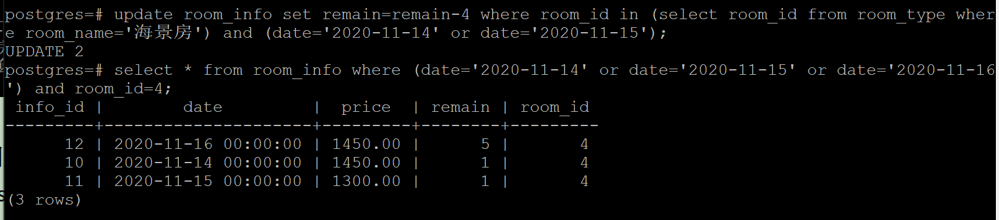 postgres=# update room_info set remain=remain-4 where room_id in (select room_id from room_type wher
e room_name='海景房') and (date='2020-11-14' or date='2020-11-15');
UPDATE 2
postgres=# select * from room_info where (date='2020-11-14' or date='2020-11-15' or date='2020-11-16
') and room_id=4;
 info_id |        date         |  price  | remain | room_id
---------+---------------------+---------+--------+---------
      12 | 2020-11-16 00:00:00 | 1450.00 |      5 |       4
      10 | 2020-11-14 00:00:00 | 1450.00 |      1 |       4
      11 | 2020-11-15 00:00:00 | 1300.00 |      1 |       4
(3 rows)